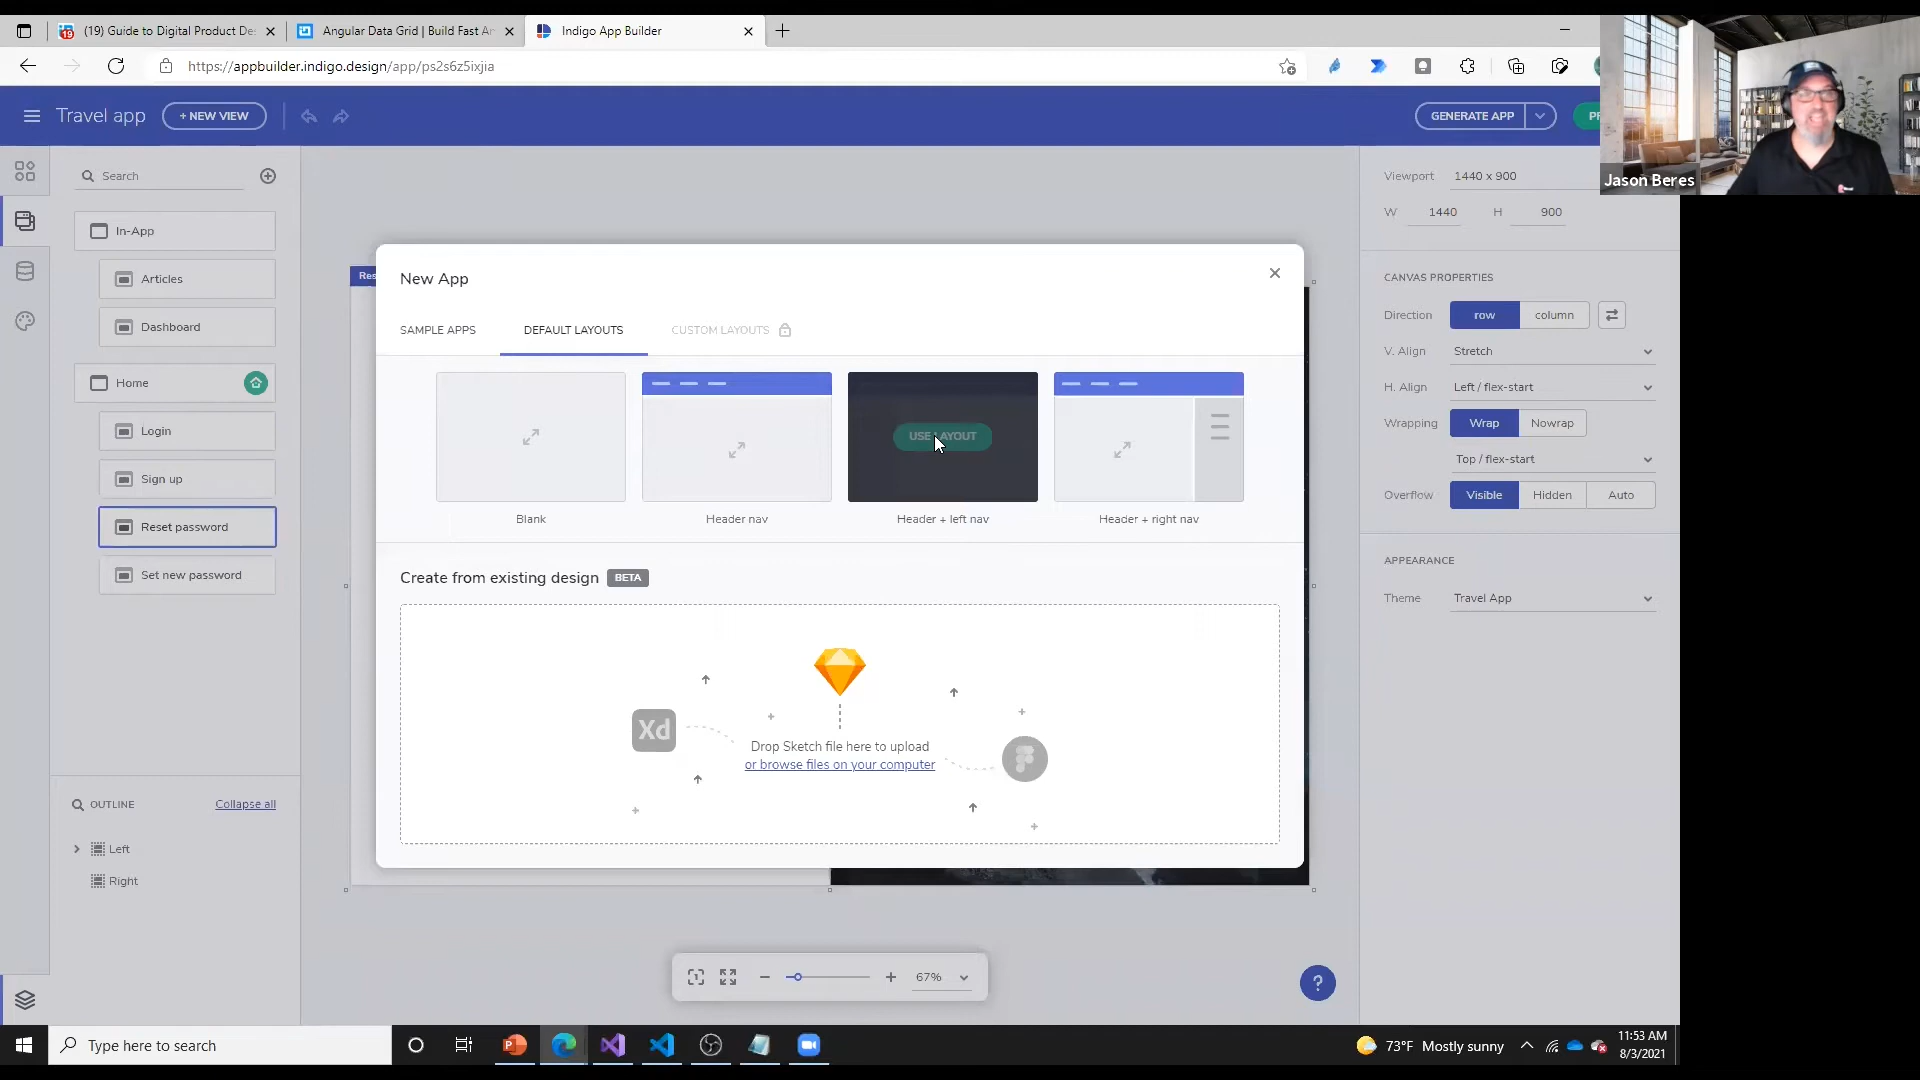 (19) Guide to Digital Product De
Angular Data Grid | Build Fast An
Indigo App Builder
https://appbuilder.indigo.design/app/ps2s6z5ixjia
Travel app
+ NEW VIEW
GENERATE APP
Jason Beres
Search
In-App
Articles
Dashboard
Home
Login
Sign up
Reset password
Set new password
OUTLINE
Collapse all
Left
Right
Res
New App
SAMPLE APPS
DEFAULT LAYOUTS
CUSTOM LAYOUTS
USE LAYOUT
Blank
Header nav
Header + left nav
Header + right nav
Create from existing design
BETA
Xd
Drop Sketch file here to upload
or browse files on your computer
67%
?
Viewport
1440 x 900
W
1440
H
900
CANVAS PROPERTIES
Direction
row
column
V. Align
Stretch
H. Align
Left / flex-start
Wrapping
Wrap
Nowrap
Top / flex-start
Overflow
Visible
Hidden
Auto
APPEARANCE
Theme
Travel App
Type here to search
73°F Mostly sunny
11:53 AM
8/3/2021